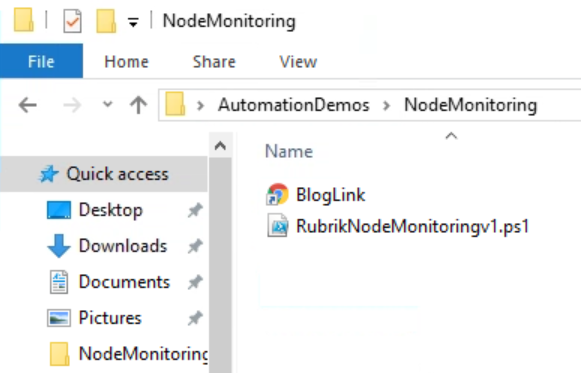 NodeMonitoring
File Home Share View
AutomationDemos NodeMonitoring
Name
Quick access
BlogLink
Desktop
RubrikNodeMonitoringv1.ps1
Downloads
Documents
Pictures
NodeMonitoring